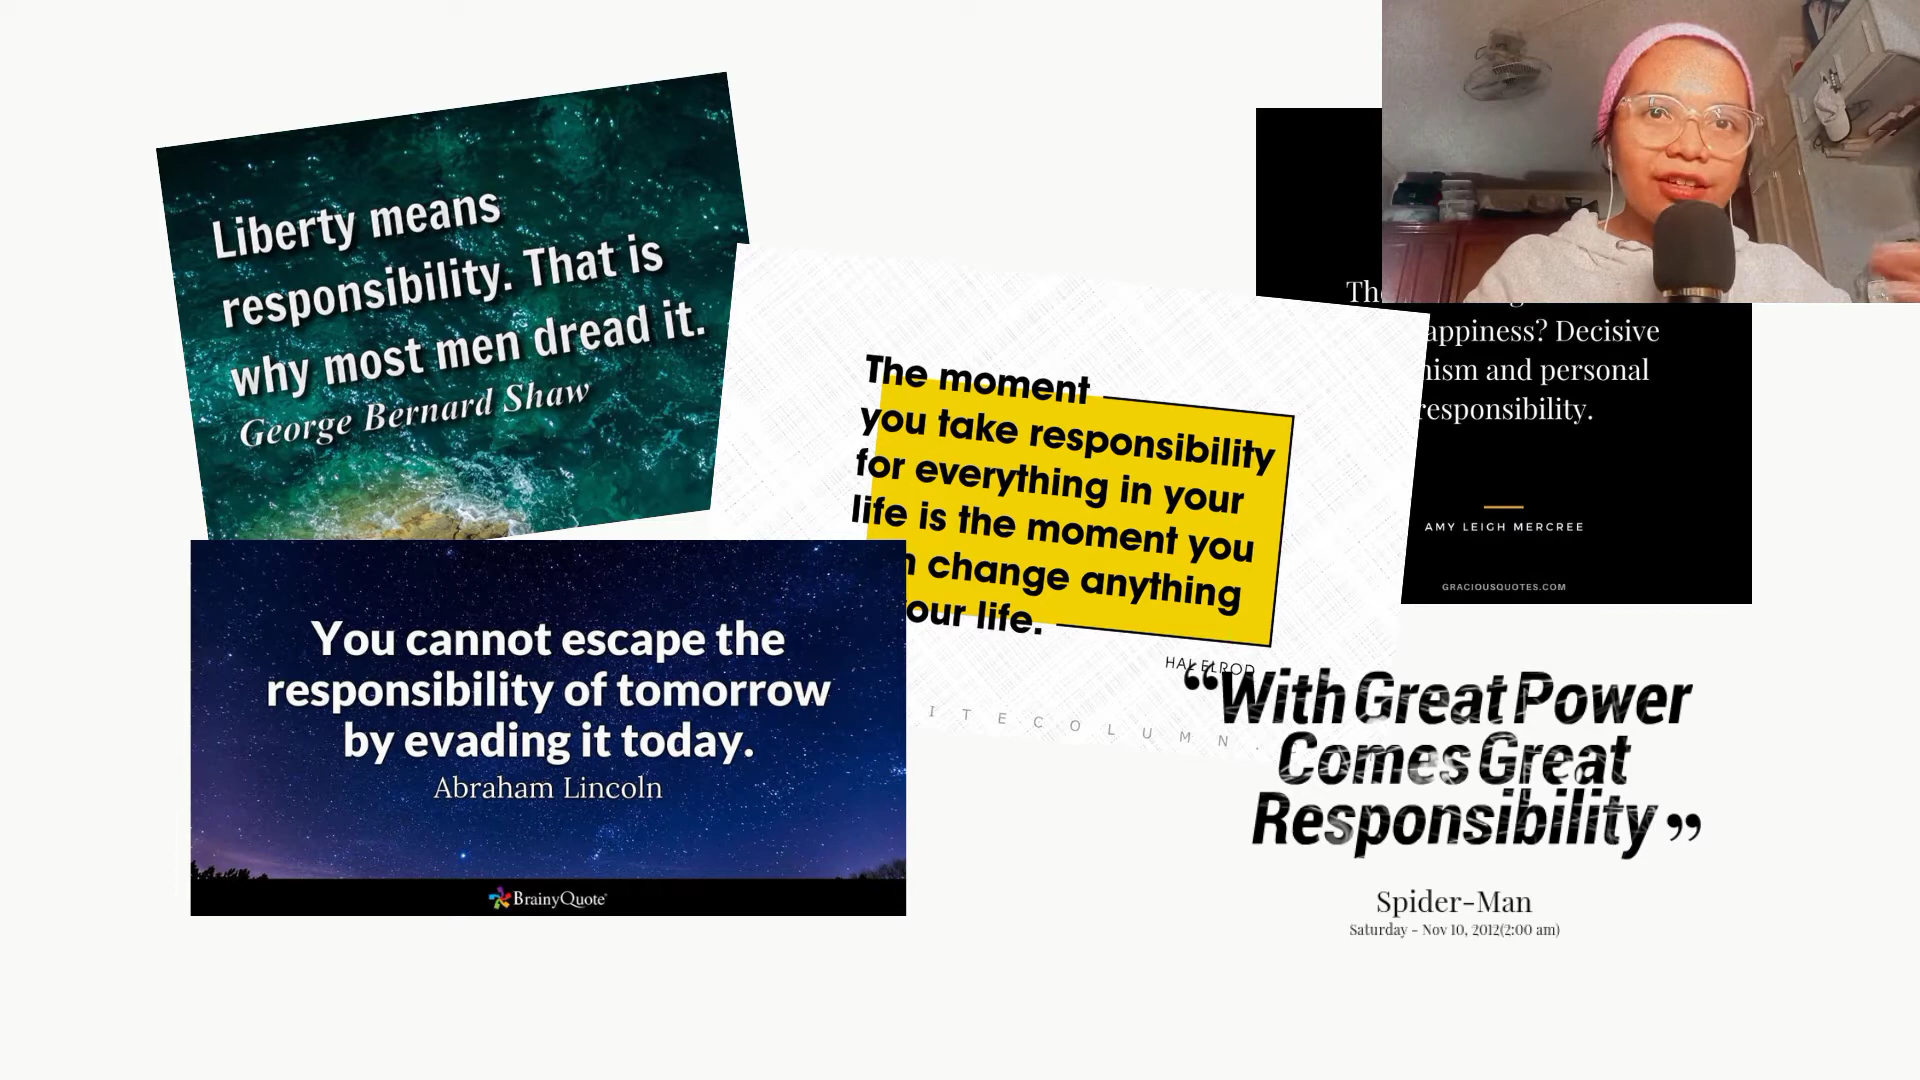 Liberty means
responsibility. That is
why most men dread it.
George Bernard Shaw
The moment
you take responsibility
for everything in your
life is the moment you
change anything
our life.
HAL ELROD
I T E C O L U M N .
appiness? Decisive
and personal
responsibility.
AMY LEIGH MERCREE
GRACIOUSQUOTES.COM
You cannot escape the
responsibility of tomorrow
by evading it today.
Abraham Lincoln
BrainyQuote
“With Great Power
Comes Great
Responsibility”
Spider-Man
Saturday - Nov 10, 2012(2:00 am)